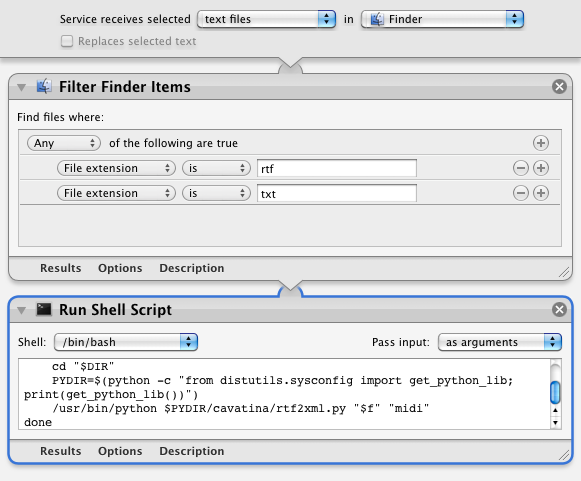 Service receives selected text files in Finder
Replaces selected text
Filter Finder Items
Find files where:
Any of the following are true
File extension is rtf
File extension is txt
Results Options Description
Run Shell Script
Shell: /bin/bash Pass input: as arguments
cd "$DIR"
PYDIR=$(python -c "from distutils.sysconfig import get_python_lib;
print(get_python_lib())")
/usr/bin/python $PYDIR/cavatina/rtf2xml.py "$f" "midi"
done
Results Options Description